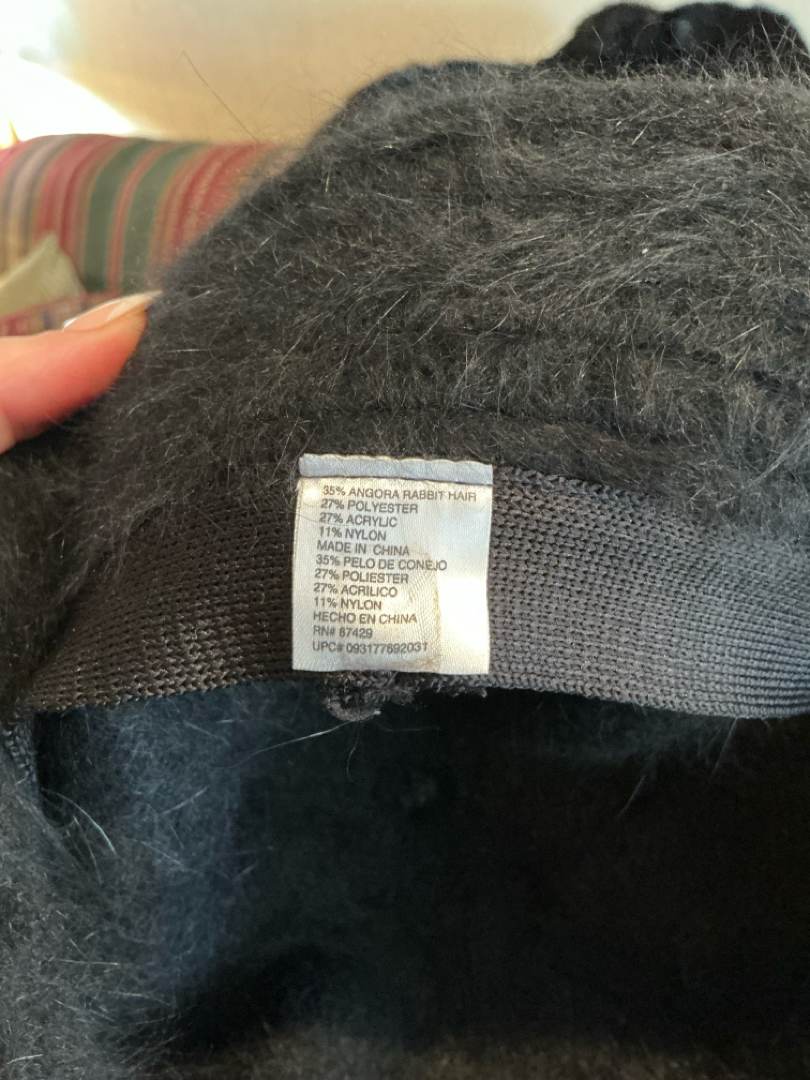 35% ANGORA RABBIT HAIR
27% POLYESTER
27% ACRYLIC
11% NYLON
MADE IN CHINA
35% PELO DE CONEJO
27% POLIESTER
27% ACRILICO
11% NYLON
HECHO EN CHINA
RN# 87429
UPC# 093177692031